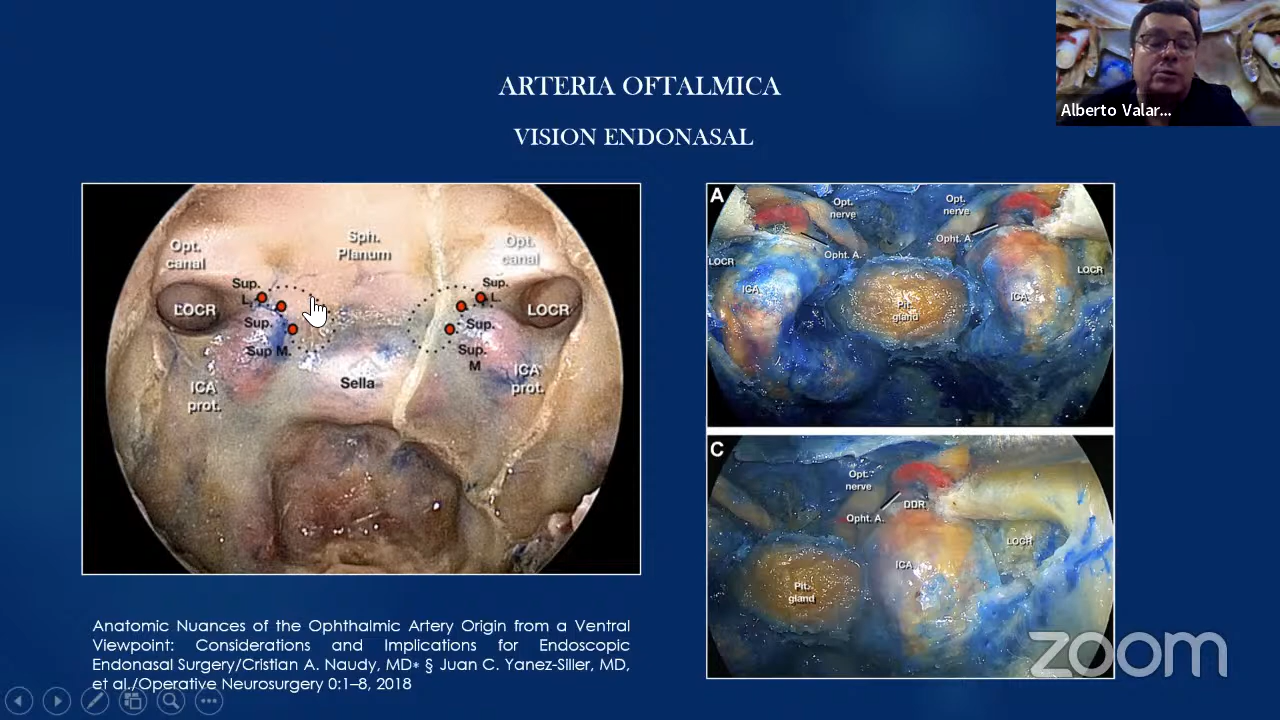 ARTERIA OFTALMICA
VISION ENDONASAL
Alberto Valar...
Opt.
canal
Sph.
Planum
Opt.
canal
Sup.
L.
Sup.
L.
LOCR
LOCR
Sup.
Sup.
Sup M.
Sup.
M
ICA
prot.
Sella
ICA
prot.
A
Opt.
nerve
Opt.
nerve
Opht. A.
Opht. A.
LOCR
LOCR
ICA
ICA
Pit.
gland
C
Opt.
nerve
DDR
Opht. A.
LOCR
ICA
Pit.
gland
Anatomic Nuances of the Ophthalmic Artery Origin from a Ventral
Viewpoint: Considerations and Implications for Endoscopic
Endonasal Surgery/Cristian A. Naudy, MD* § Juan C. Yanez-Siller, MD,
et al./Operative Neurosurgery 0:1–8, 2018
zoom